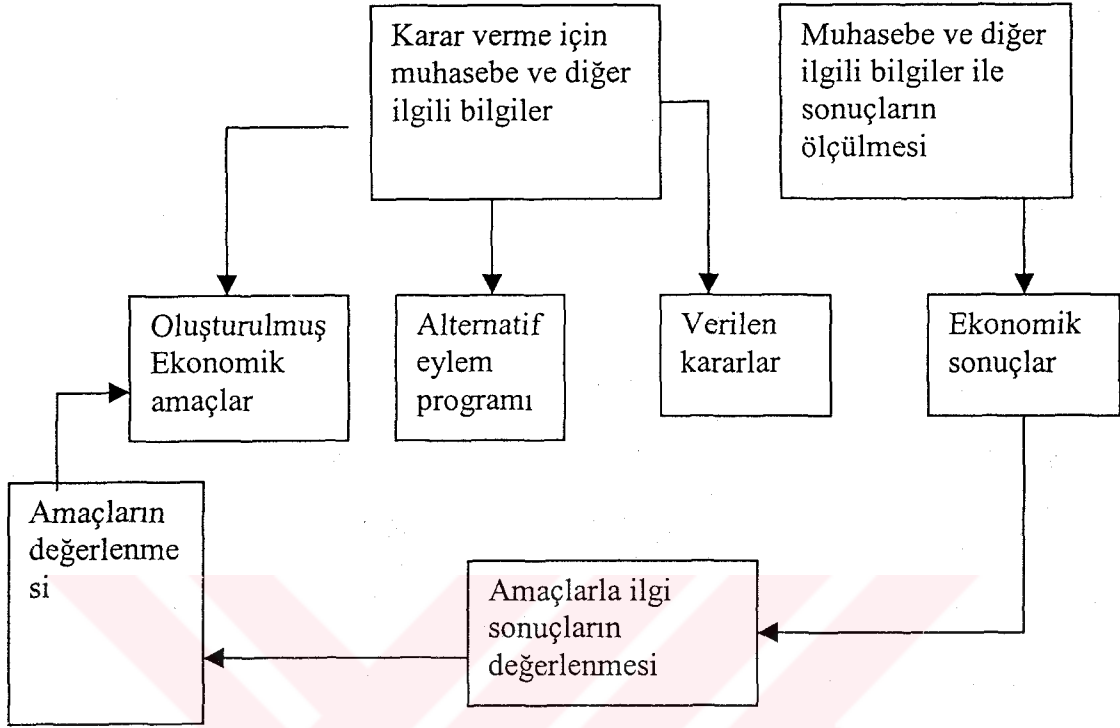 Karar verme için
muhasebe ve diğer
ilgili bilgiler
Muhasebe ve diğer
ilgili bilgiler ile
sonuçların
ölçülmesi
Oluşturulmuş
Ekonomik
amaçlar
Alternatif
eylem
programı
Verilen
kararlar
Ekonomik
sonuçlar
Amaçların
değerlenme
si
Amaçlarla ilgi
sonuçların
değerlenmesi